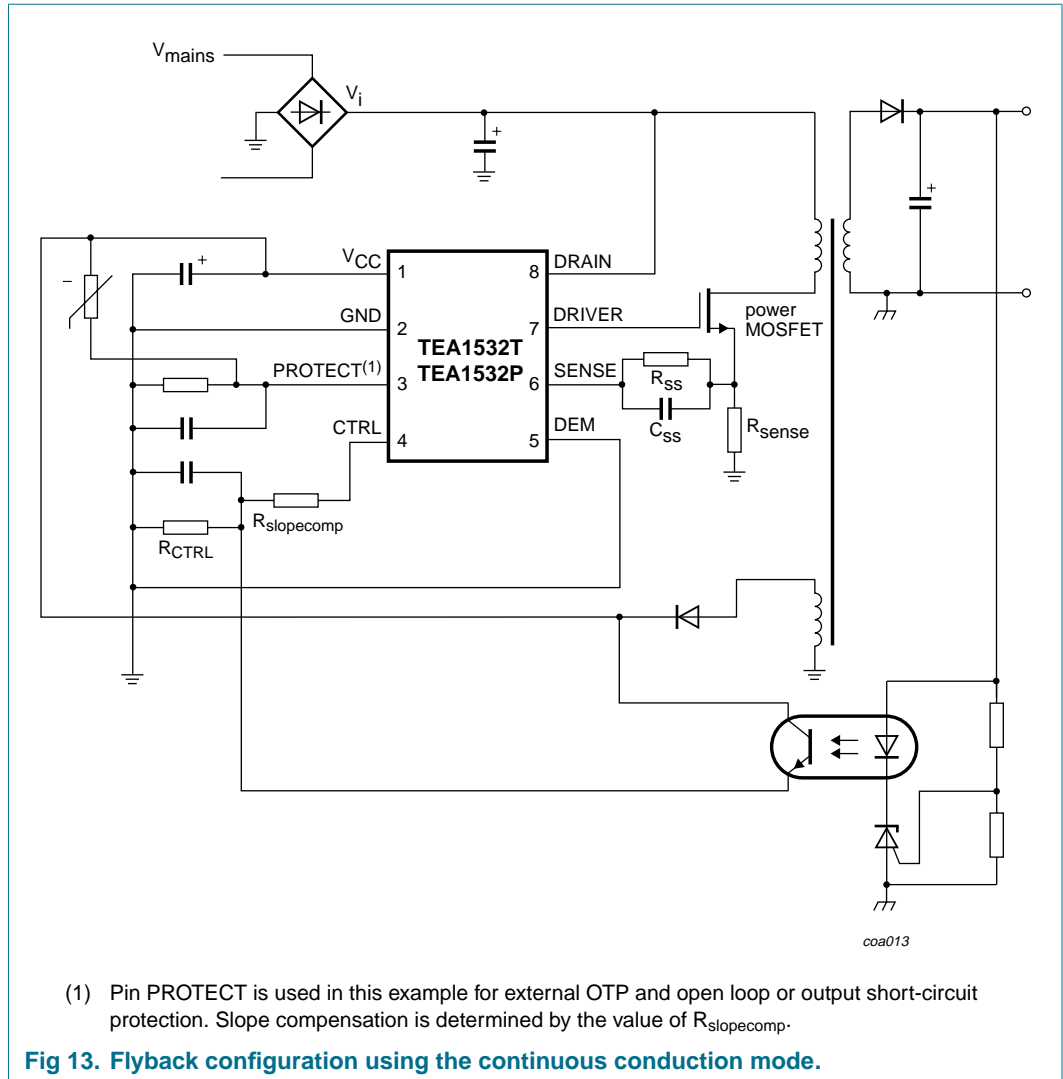 Vmains
Vi
VCC
1
8
DRAIN
GND
2
7
DRIVER
power
MOSFET
TEA1532T
TEA1532P
PROTECT(1)
3
6
SENSE
RSS
CSS
Rsense
CTRL
4
5
DEM
Rslopecomp
RCTRL
coa013
(1) Pin PROTECT is used in this example for external OTP and open loop or output short-circuit
protection. Slope compensation is determined by the value of Rslopecomp.
Fig 13. Flyback configuration using the continuous conduction mode.